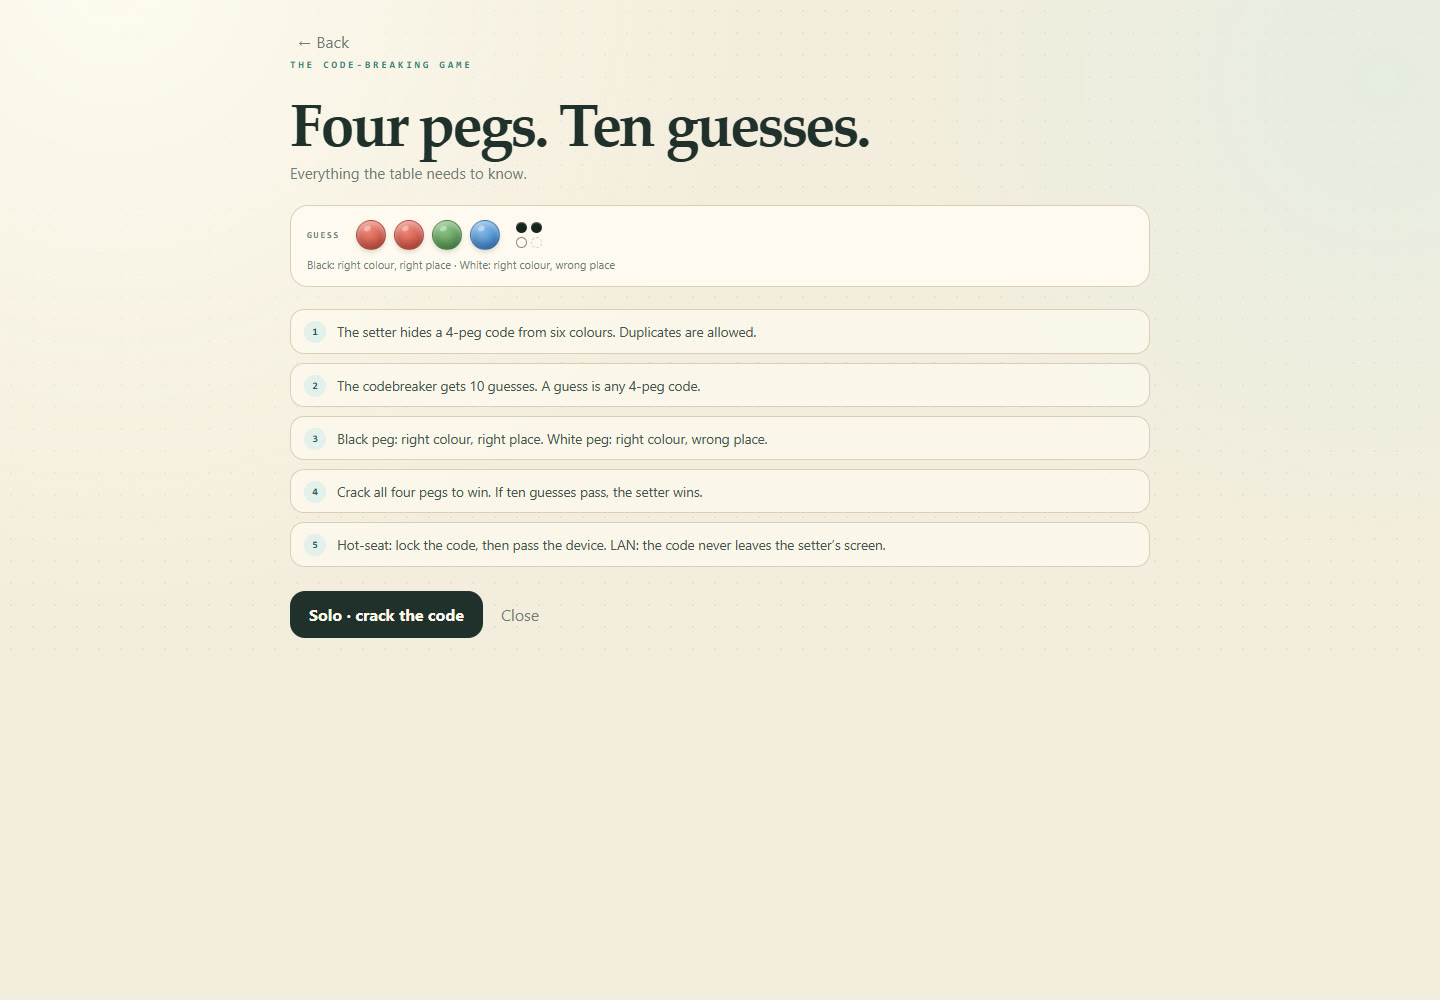 ← Back
THE CODE-BREAKING GAME
Four pegs. Ten guesses.
Everything the table needs to know.
GUESS
Black: right colour, right place · White: right colour, wrong place
1 The setter hides a 4-peg code from six colours. Duplicates are allowed.
2 The codebreaker gets 10 guesses. A guess is any 4-peg code.
3 Black peg: right colour, right place. White peg: right colour, wrong place.
4 Crack all four pegs to win. If ten guesses pass, the setter wins.
5 Hot-seat: lock the code, then pass the device. LAN: the code never leaves the setter’s screen.
Solo · crack the code Close